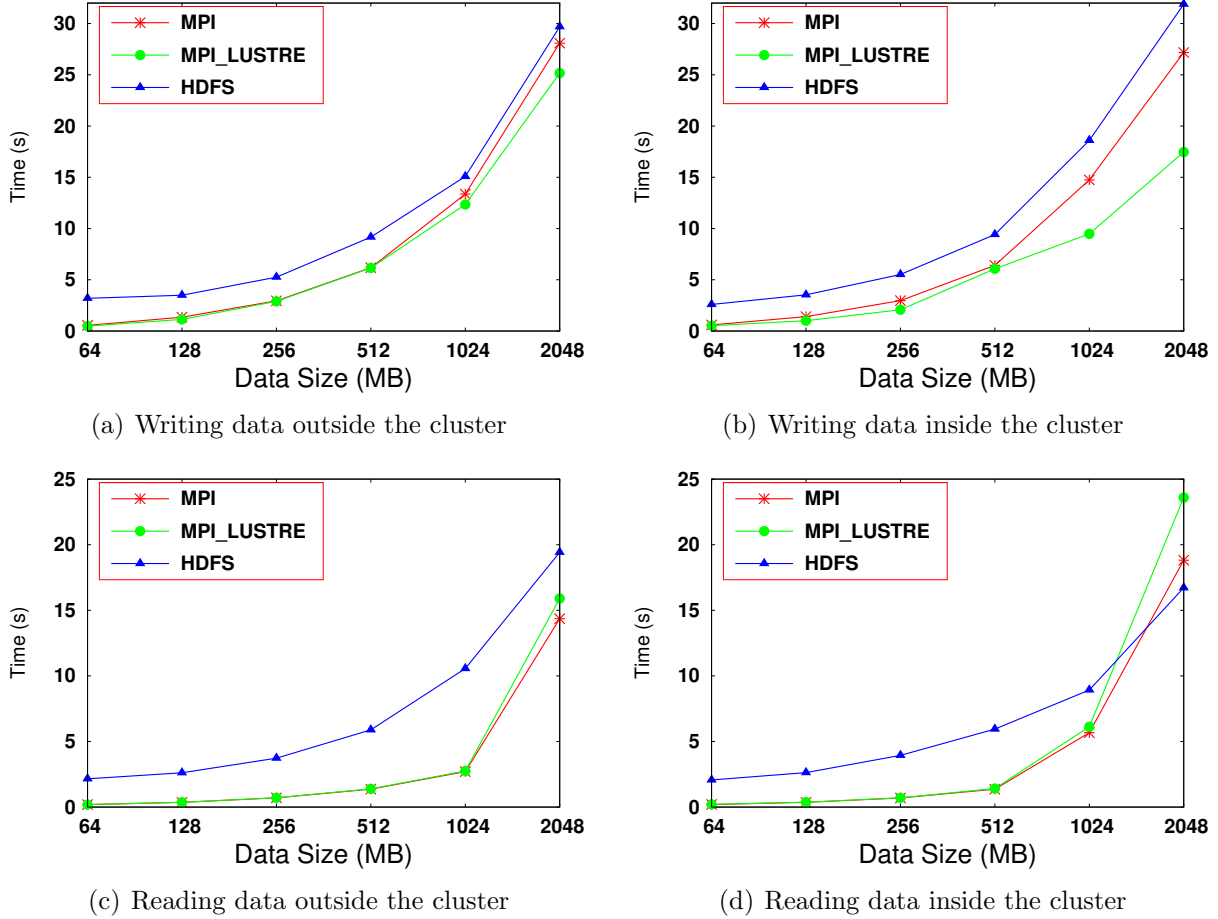 MPI
MPI_LUSTRE
HDFS
Time (s)
30
25
20
15
10
5
0
64 128 256 512 1024 2048
Data Size (MB)
(a) Writing data outside the cluster
MPI
MPI_LUSTRE
HDFS
Time (s)
30
25
20
15
10
5
0
64 128 256 512 1024 2048
Data Size (MB)
(b) Writing data inside the cluster
MPI
MPI_LUSTRE
HDFS
Time (s)
25
20
15
10
5
0
64 128 256 512 1024 2048
Data Size (MB)
(c) Reading data outside the cluster
MPI
MPI_LUSTRE
HDFS
Time (s)
25
20
15
10
5
0
64 128 256 512 1024 2048
Data Size (MB)
(d) Reading data inside the cluster